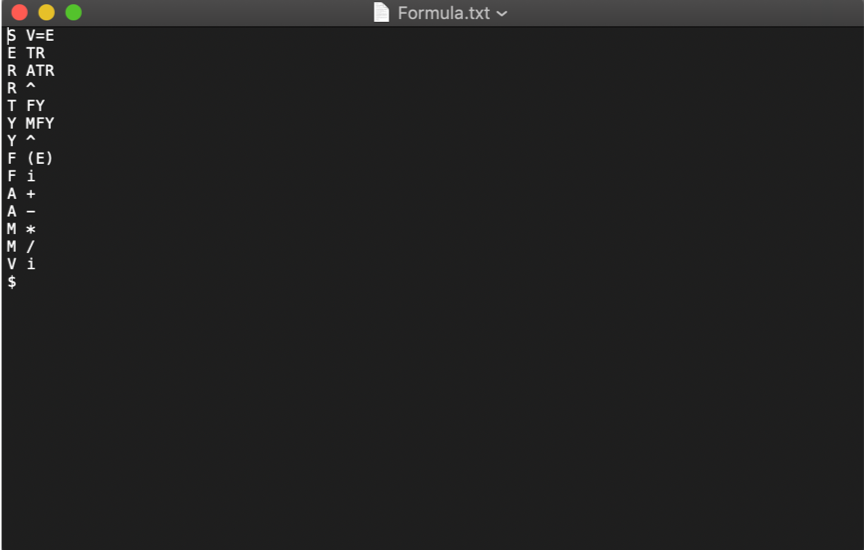 Formula.txt
S V=E
E TR
R ATR
R ^
T FY
Y MFY
Y ^
F (E)
F i
A +
A -
M *
M /
V i
$